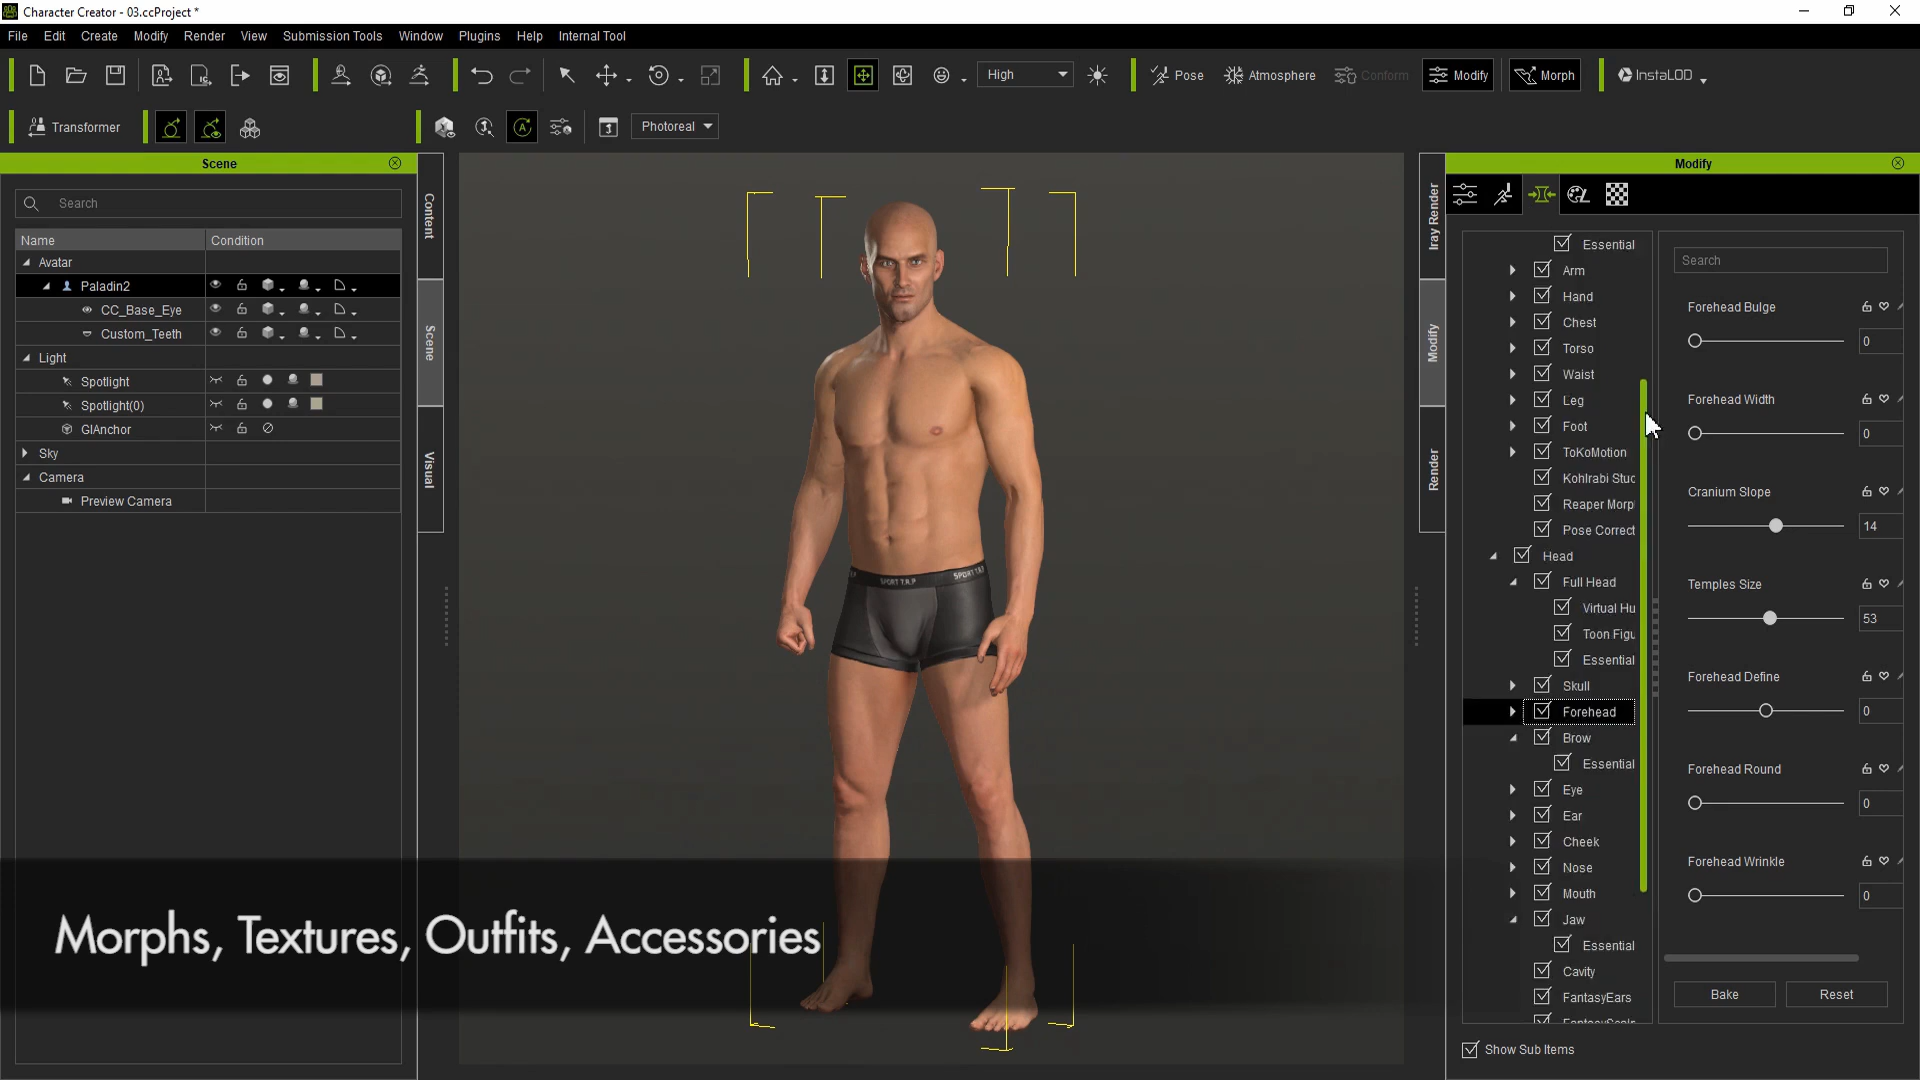 Character Creator - 03.ccProject *
File Edit Create Modify Render View Submission Tools Window Plugins Help Internal Tool
High Pose Atmosphere Conform Modify Morph InstaLOD
Transformer Photoreal
Scene
Search
Name Condition
Avatar
Paladin2
CC_Base_Eye
Custom_Teeth
Light
Spotlight
Spotlight(0)
GIAnchor
Sky
Camera
Preview Camera
Content
Scene
Visual
SPORT T.R.P SPORT T.R.P
Morphs, Textures, Outfits, Accessories
Iray Render
Modify
Render
Modify
Essential
Arm
Hand
Chest
Torso
Waist
Leg
Foot
ToKoMotion
Kohlrabi Stuc
Reaper Morp
Pose Correct
Head
Full Head
Virtual Hu
Toon Figu
Essential
Skull
Forehead
Brow
Essential
Eye
Ear
Cheek
Nose
Mouth
Jaw
Essential
Cavity
FantasyEars
Show Sub Items
Search
Forehead Bulge
0
Forehead Width
0
Cranium Slope
14
Temples Size
53
Forehead Define
0
Forehead Round
0
Forehead Wrinkle
0
Bake Reset